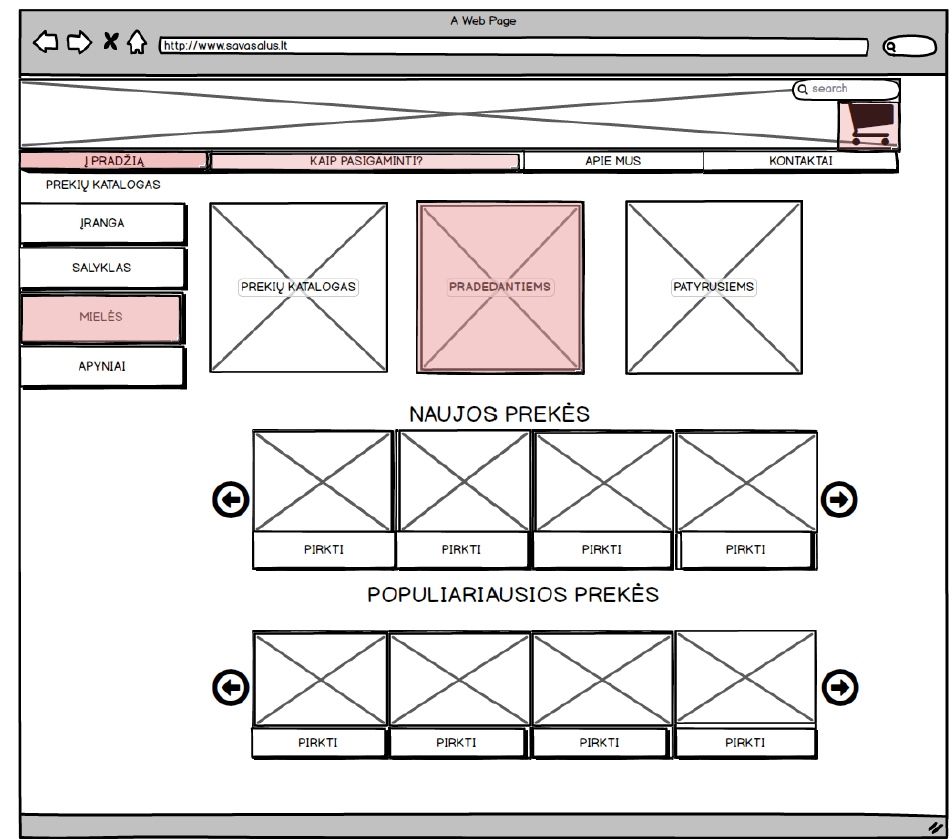 A Web Page
http://www.savasalus.lt
search
Į PRADŽIĄ
KAIP PASIGAMINTI?
APIE MUS
KONTAKTAI
PREKIŲ KATALOGAS
ĮRANGA
SALYKLAS
MIELĖS
APYNIAI
PREKIŲ KATALOGAS
PRADEDANTIEMS
PATYRUSIEMS
NAUJOS PREKĖS
PIRKTI
PIRKTI
PIRKTI
PIRKTI
POPULIARIAUSIOS PREKĖS
PIRKTI
PIRKTI
PIRKTI
PIRKTI